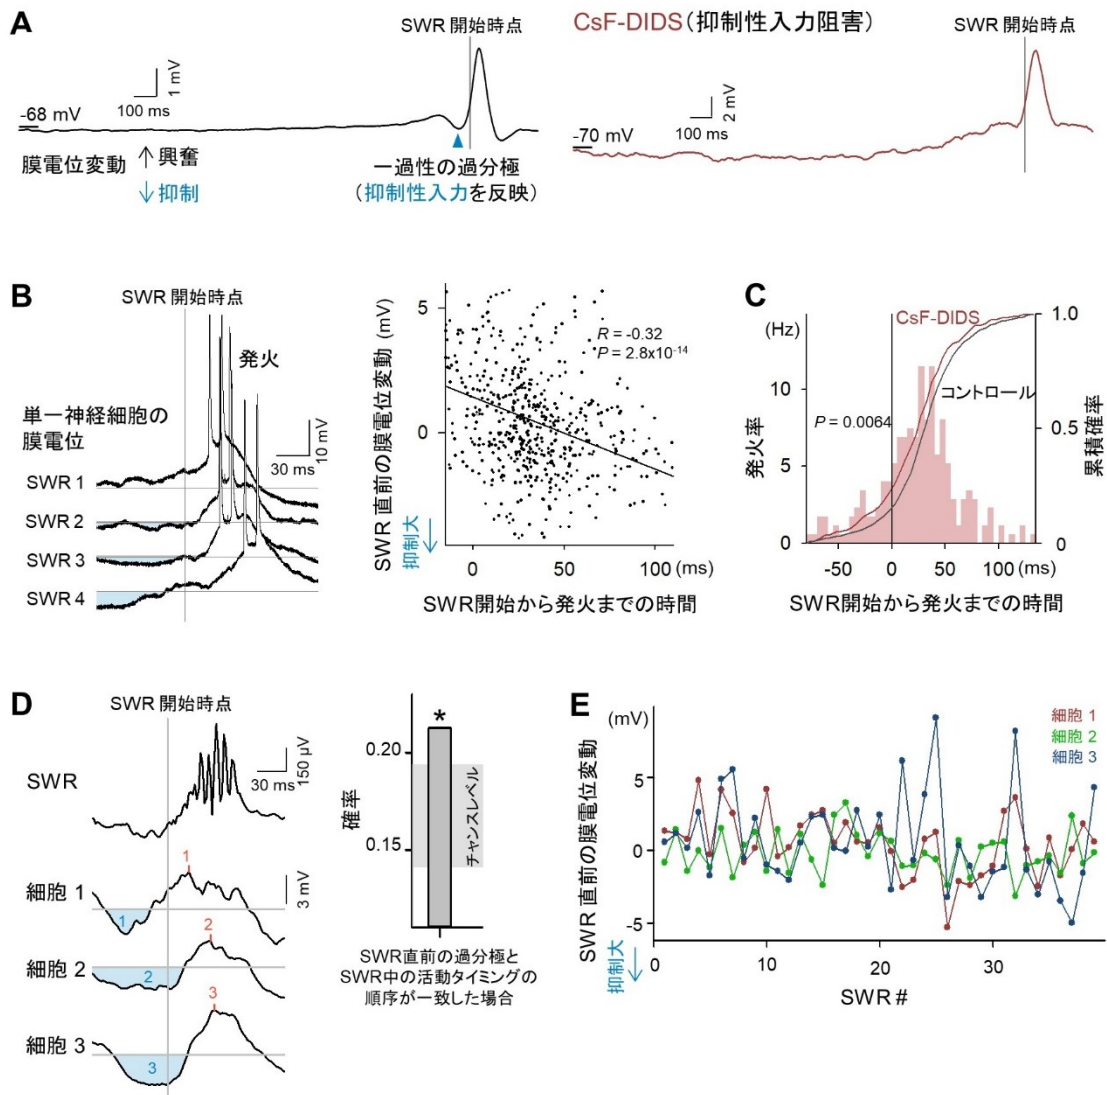 A
SWR 開始時点
1 mV
100 ms
-68 mV
膜電位変動
↑興奮
↓抑制
一過性の過分極
（抑制性入力を反映）
CsF-DIDS（抑制性入力阻害）
SWR 開始時点
2 mV
100 ms
-70 mV
B
SWR 開始時点
発火
単一神経細胞の
膜電位
10 mV
30 ms
SWR 1
SWR 2
SWR 3
SWR 4
SWR 直前の膜電位変動 (mV)
抑制大
5
0
R = -0.32
P = 2.8x10-14
0
50
100 (ms)
SWR開始から発火までの時間
C
(Hz)
CsF-DIDS
コントロール
P = 0.0064
発火率
10
5
0
1.0
0.5
0
累積確率
-50
0
50
100 (ms)
SWR開始から発火までの時間
D
SWR 開始時点
SWR
150 μV
30 ms
細胞 1
1
1
3 mV
細胞 2
2
2
細胞 3
3
3
確率
0.20
0.15
*
チャンスレベル
SWR直前の過分極と
SWR中の活動タイミングの
順序が一致した場合
E
(mV)
SWR 直前の膜電位変動
抑制大
5
0
-5
細胞 1
細胞 2
細胞 3
0
10
20
30
SWR #